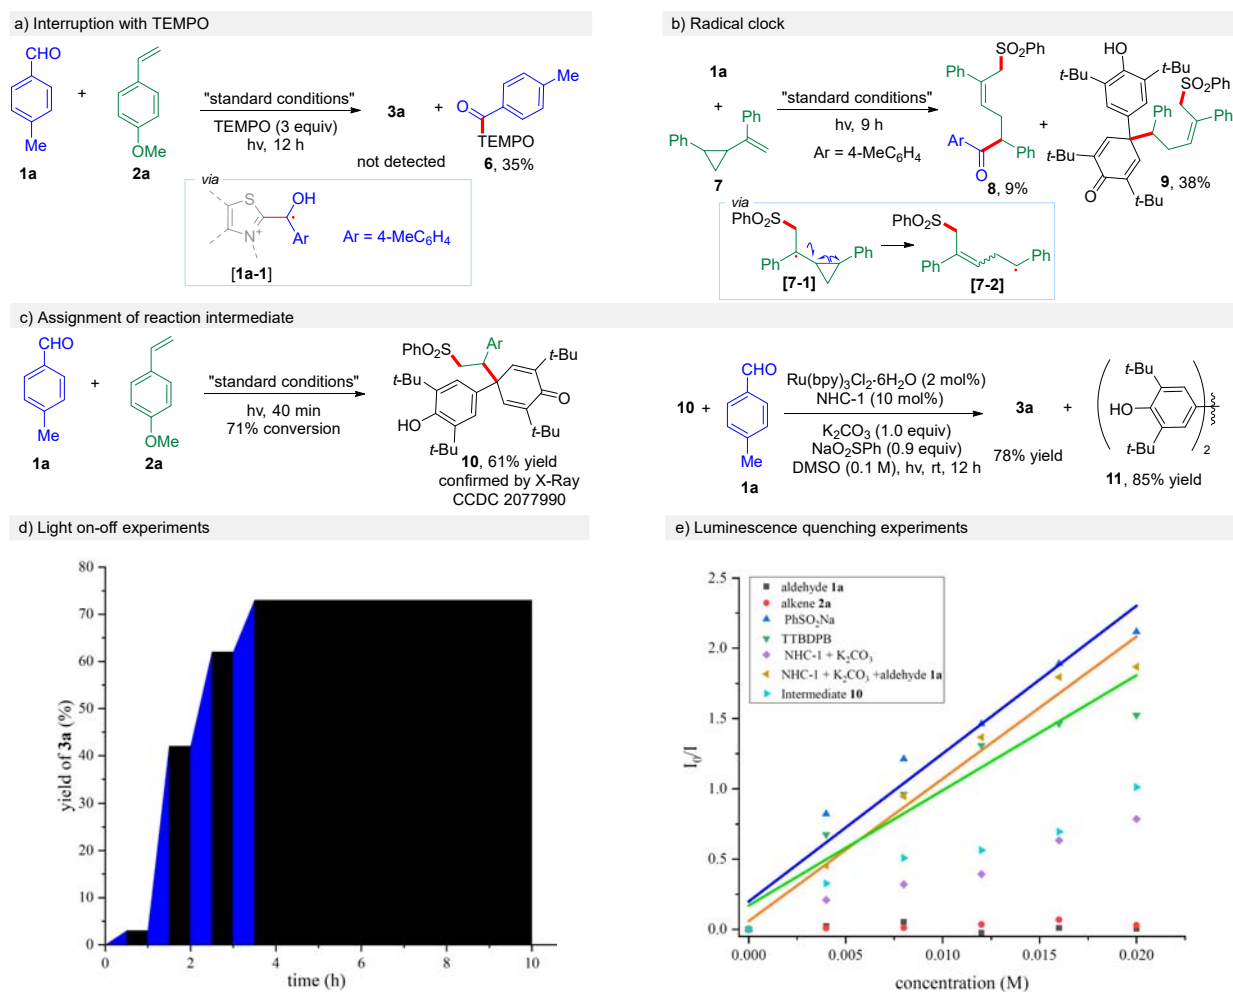 a) Interruption with TEMPO
CHO
Me
1a
+
OMe
2a
"standard conditions"
TEMPO (3 equiv)
hv, 12 h
3a
not detected
+
O
Me
TEMPO
6, 35%
via
S
N+
OH
Ar
[1a-1]
Ar = 4-MeC6H4
b) Radical clock
1a
+
Ph
Ph
7
"standard conditions"
hv, 9 h
Ar = 4-MeC6H4
SO2Ph
Ph
Ar
O
Ph
8, 9%
+
HO
t-Bu
t-Bu
SO2Ph
Ph
Ph
t-Bu
O
t-Bu
9, 38%
via
PhO2S
Ph
Ph
[7-1]
PhO2S
Ph
Ph
[7-2]
c) Assignment of reaction intermediate
CHO
Me
1a
+
OMe
2a
"standard conditions"
hv, 40 min
71% conversion
PhO2S
Ar
t-Bu
t-Bu
O
HO
t-Bu
t-Bu
10, 61% yield
confirmed by X-Ray
CCDC 2077990
10 +
CHO
Me
1a
Ru(bpy)3Cl2·6H2O (2 mol%)
NHC-1 (10 mol%)
K2CO3 (1.0 equiv)
NaO2SPh (0.9 equiv)
DMSO (0.1 M), hv, rt, 12 h
3a
78% yield
+
t-Bu
HO
t-Bu
2
11, 85% yield
d) Light on-off experiments
80
70
60
50
40
30
20
10
0
yield of 3a (%)
0
2
4
6
8
10
time (h)
e) Luminescence quenching experiments
2.5
2.0
1.5
1.0
0.5
0.0
I0/I
aldehyde 1a
alkene 2a
PhSO2Na
TTBDPB
NHC-1 + K2CO3
NHC-1 + K2CO3 +aldehyde 1a
Intermediate 10
0.000
0.005
0.010
0.015
0.020
concentration (M)